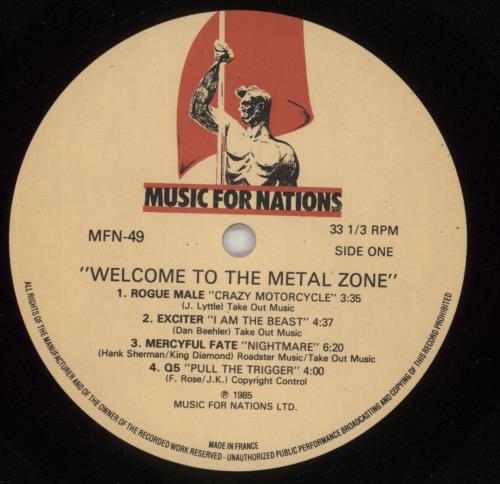 MUSIC FOR NATIONS
MFN-49
33 1/3 RPM
SIDE ONE
"WELCOME TO THE METAL ZONE"
1. ROGUE MALE "CRAZY MOTORCYCLE" 3:35
(J. Lyttle) Take Out Music
2. EXCITER "I AM THE BEAST" 4:37
(Dan Beehler) Take Out Music
3. MERCYFUL FATE "NIGHTMARE" 6:20
(Hank Sherman/King Diamond) Roadster Music/Take Out Music
4. Q5 "PULL THE TRIGGER" 4:00
(F. Rose/J.K.) Copyright Control
℗ 1985
MUSIC FOR NATIONS LTD.
MADE IN FRANCE
ALL RIGHTS OF THE MANUFACTURER AND OF THE OWNER OF THE RECORDED WORK RESERVED - UNAUTHORIZED PUBLIC PERFORMANCE BROADCASTING AND COPYING OF THIS RECORD PROHIBITED